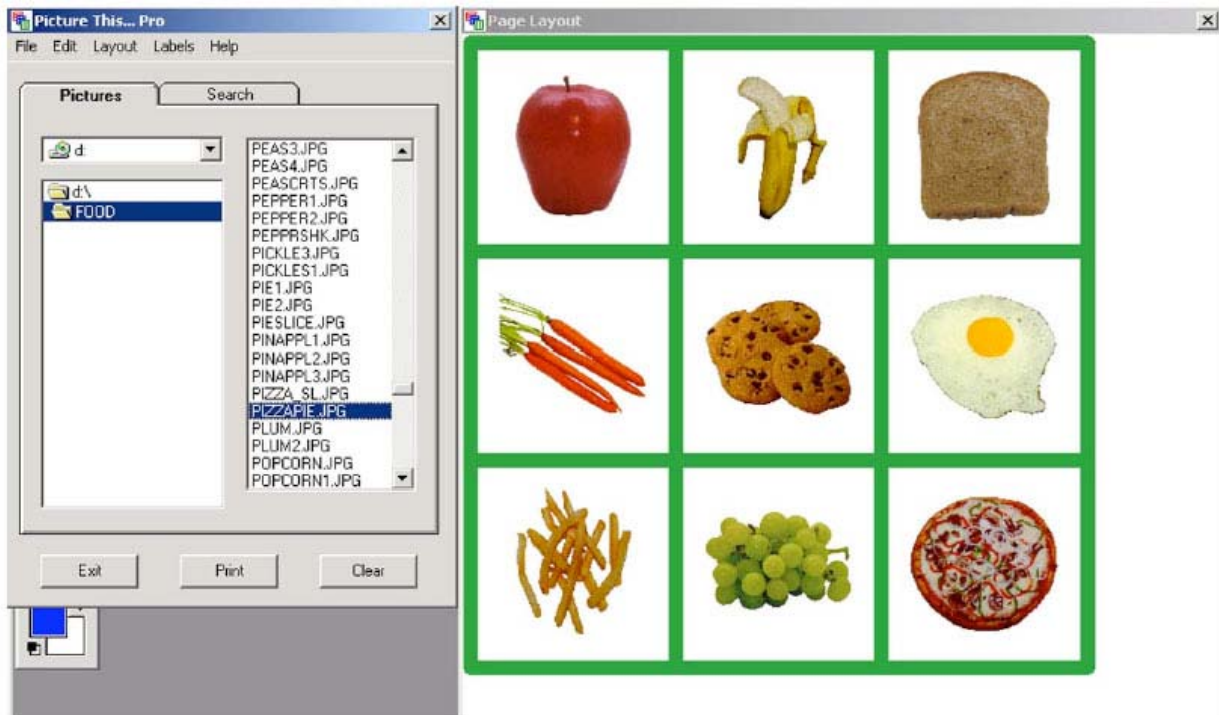 Picture This... Pro
File Edit Layout Labels Help
Pictures Search
d:
d:\
FOOD
PEAS3.JPG
PEAS4.JPG
PEASCRTS.JPG
PEPPER1.JPG
PEPPER2.JPG
PEPPRSHK.JPG
PICKLE3.JPG
PICKLES1.JPG
PIE1.JPG
PIE2.JPG
PIESLICE.JPG
PINAPPL1.JPG
PINAPPL2.JPG
PINAPPL3.JPG
PIZZA_SL.JPG
PIZZAPIE.JPG
PLUM.JPG
PLUM2.JPG
POPCORN.JPG
POPCORN1.JPG
Exit Print Clear
Page Layout